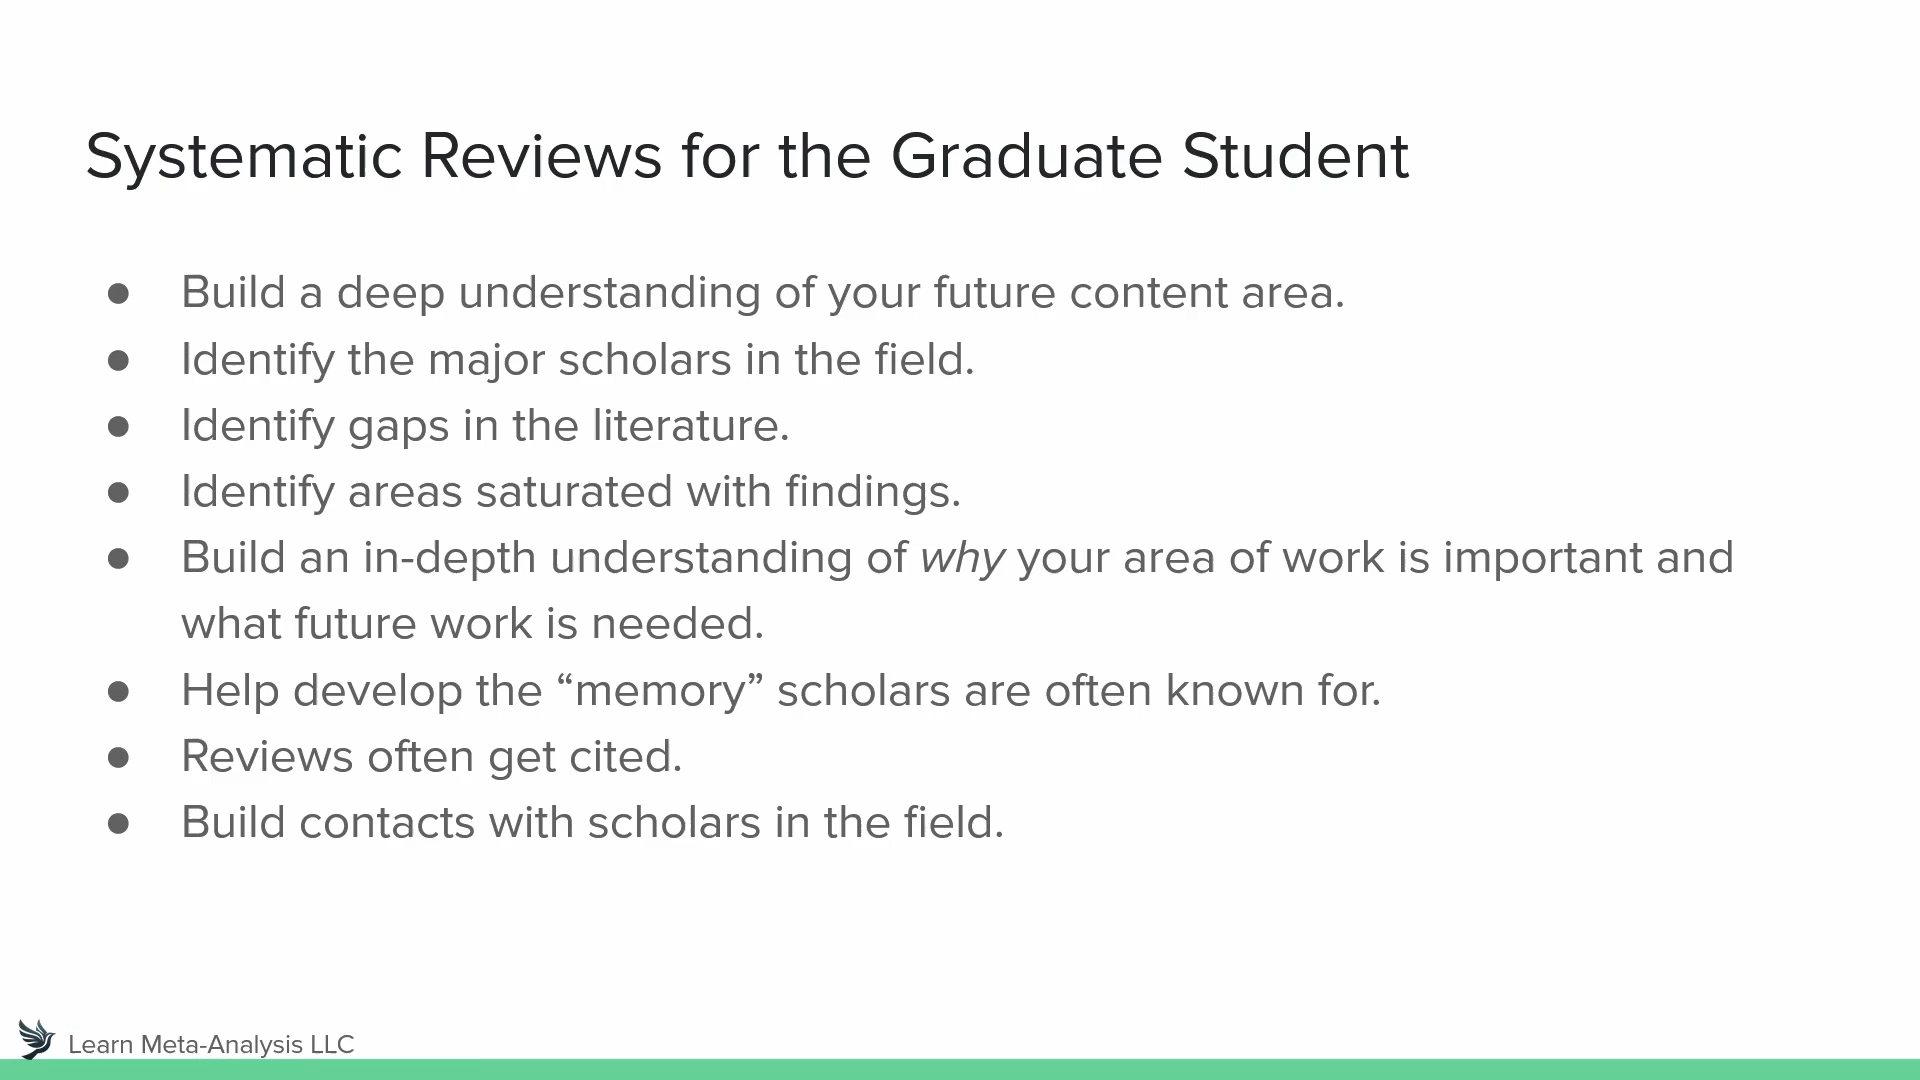 Systematic Reviews for the Graduate Student
● Build a deep understanding of your future content area.
● Identify the major scholars in the field.
● Identify gaps in the literature.
● Identify areas saturated with findings.
● Build an in-depth understanding of why your area of work is important and
what future work is needed.
● Help develop the “memory” scholars are often known for.
● Reviews often get cited.
● Build contacts with scholars in the field.
Learn Meta-Analysis LLC